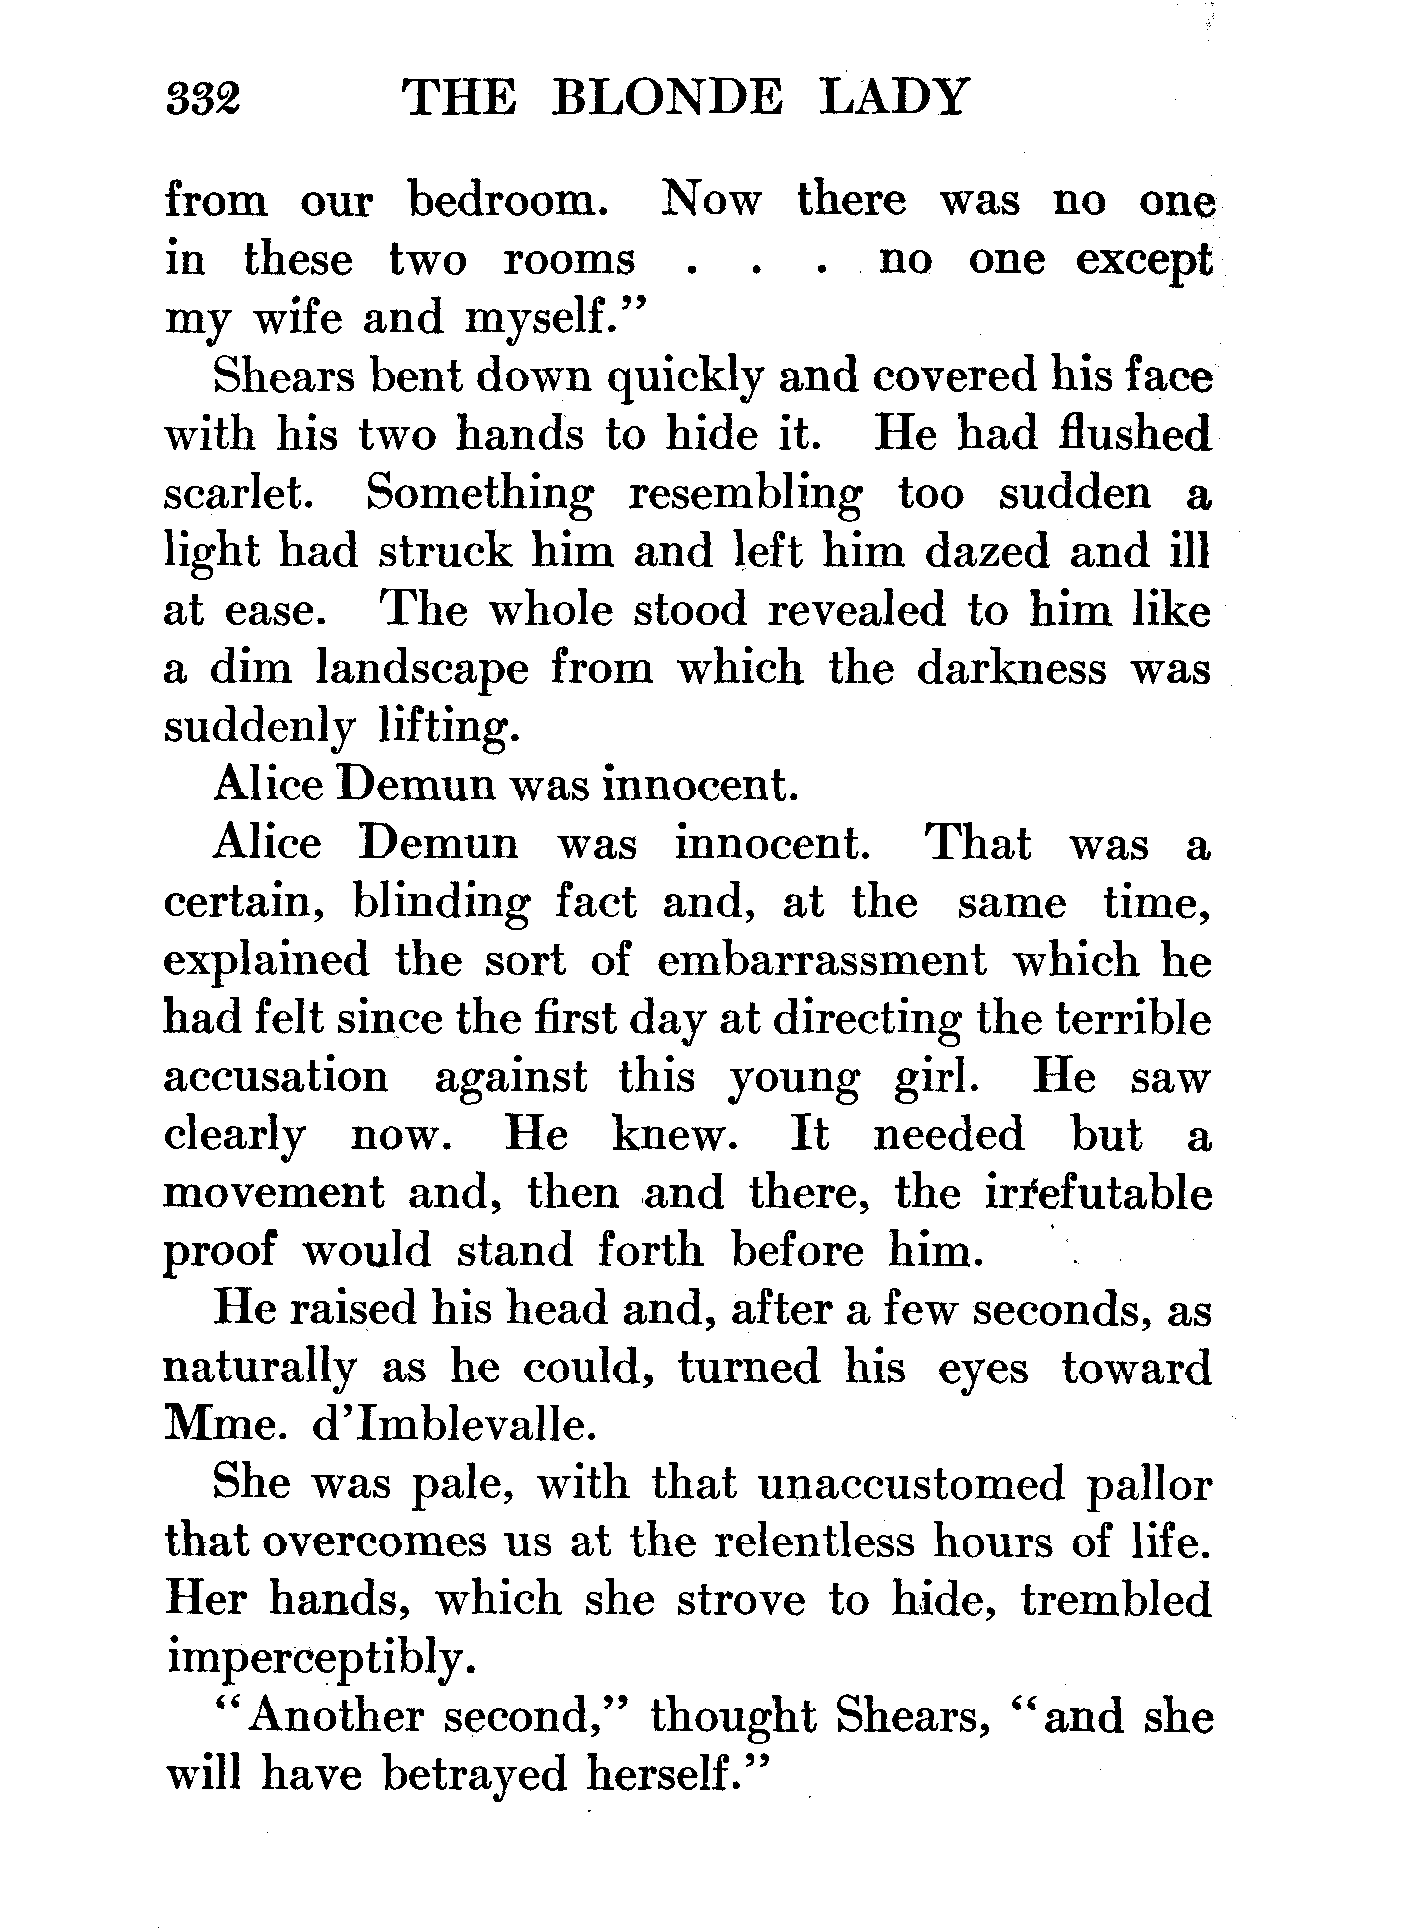 332 THE BLONDE LADY
from our bedroom. Now there was no one
in these two rooms . . . no one except
my wife and myself.”
Shears bent down quickly and covered his face
with his two hands to hide it. He had flushed
scarlet. Something resembling too sudden a
light had struck him and left him dazed and ill
at ease. The whole stood revealed to him like
a dim landscape from which the darkness was
suddenly lifting.
Alice Demun was innocent.
Alice Demun was innocent. That was a
certain, blinding fact and, at the same time,
explained the sort of embarrassment which he
had felt since the first day at directing the terrible
accusation against this young girl. He saw
clearly now. He knew. It needed but a
movement and, then and there, the irrefutable
proof would stand forth before him.
He raised his head and, after a few seconds, as
naturally as he could, turned his eyes toward
Mme. d’Imblevalle.
She was pale, with that unaccustomed pallor
that overcomes us at the relentless hours of life.
Her hands, which she strove to hide, trembled
imperceptibly.
“Another second,” thought Shears, “and she
will have betrayed herself.”